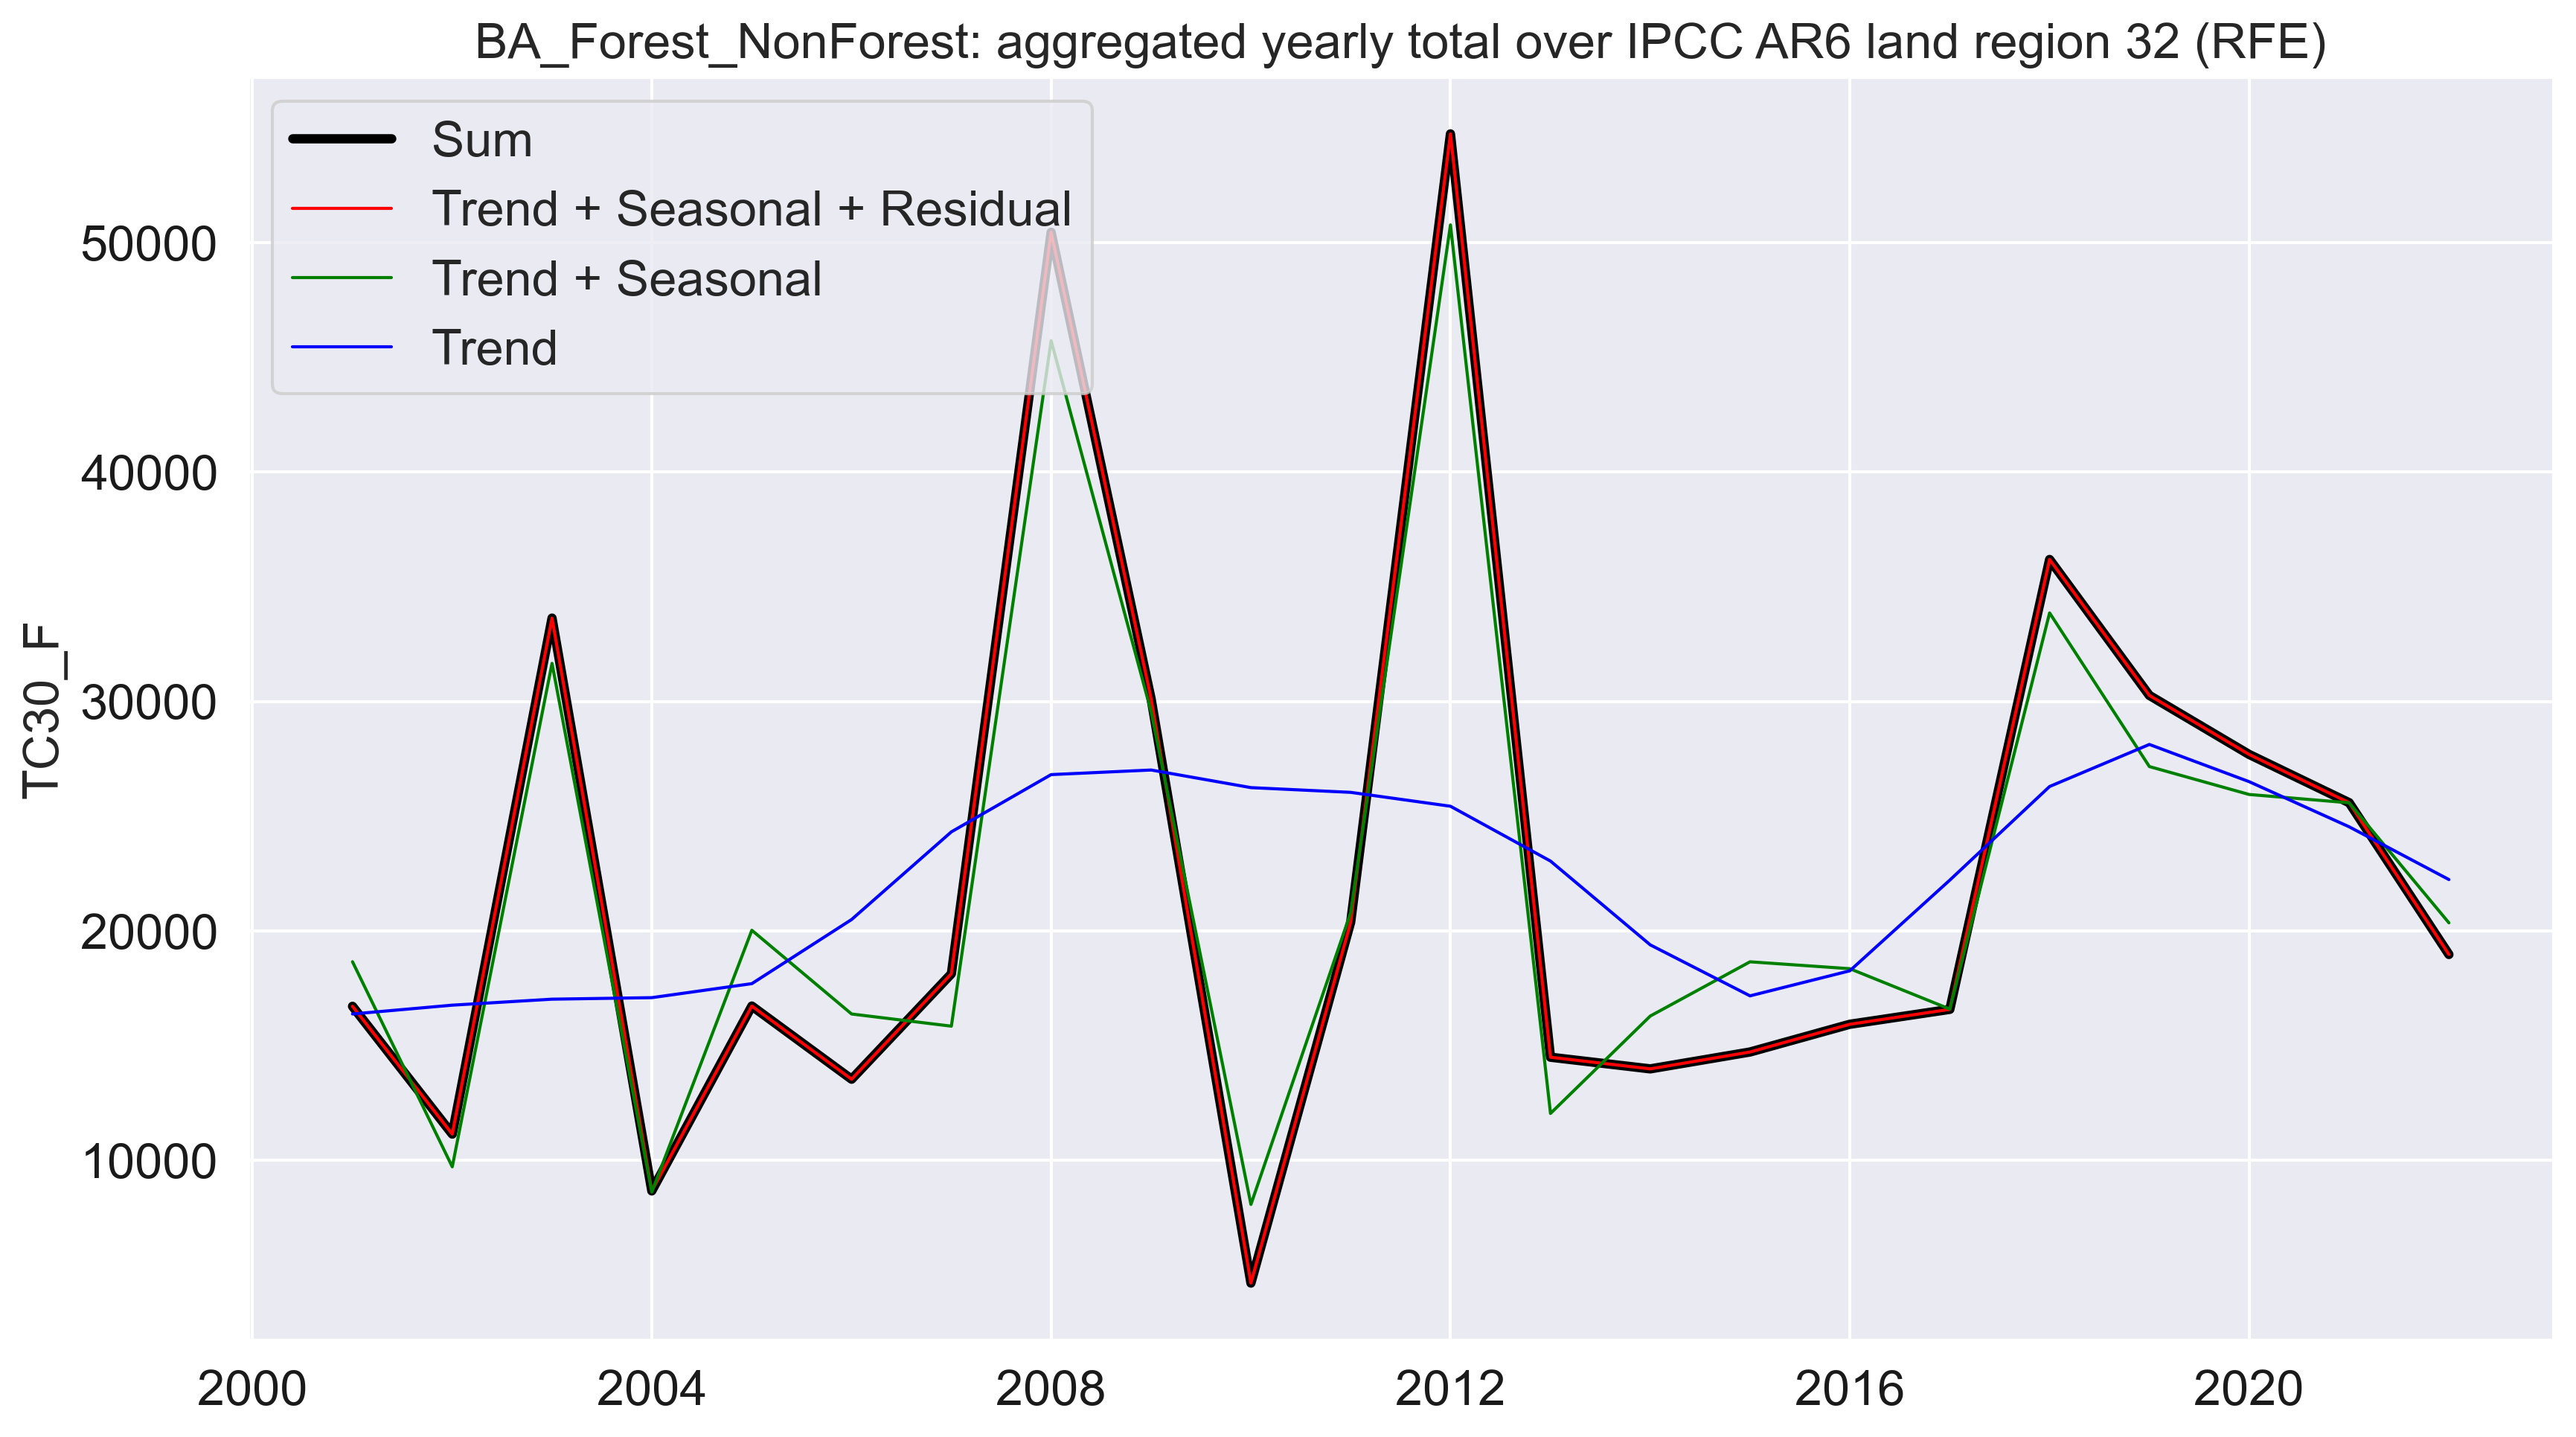 BA_Forest_NonForest: aggregated yearly total over IPCC AR6 land region 32 (RFE)
Sum
Trend + Seasonal + Residual
Trend + Seasonal
Trend
50000
40000
30000
20000
10000
TC30_F
2000 2004 2008 2012 2016 2020